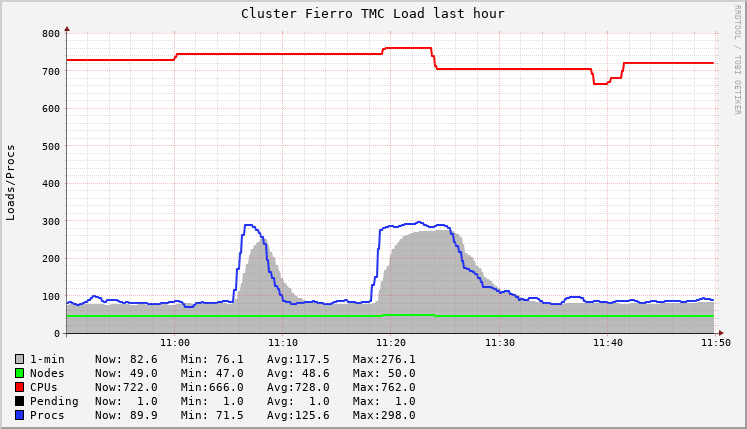 Cluster Fierro TMC Load last hour
RRDTOOL / TOBI OETIKER
Loads/Procs
800
700
600
500
400
300
200
100
0
11:00 11:10 11:20 11:30 11:40 11:50
1-min Now: 82.6 Min: 76.1 Avg:117.5 Max:276.1
Nodes Now: 49.0 Min: 47.0 Avg: 48.6 Max: 50.0
CPUs Now:722.0 Min:666.0 Avg:728.0 Max:762.0
Pending Now: 1.0 Min: 1.0 Avg: 1.0 Max: 1.0
Procs Now: 89.9 Min: 71.5 Avg:125.6 Max:298.0